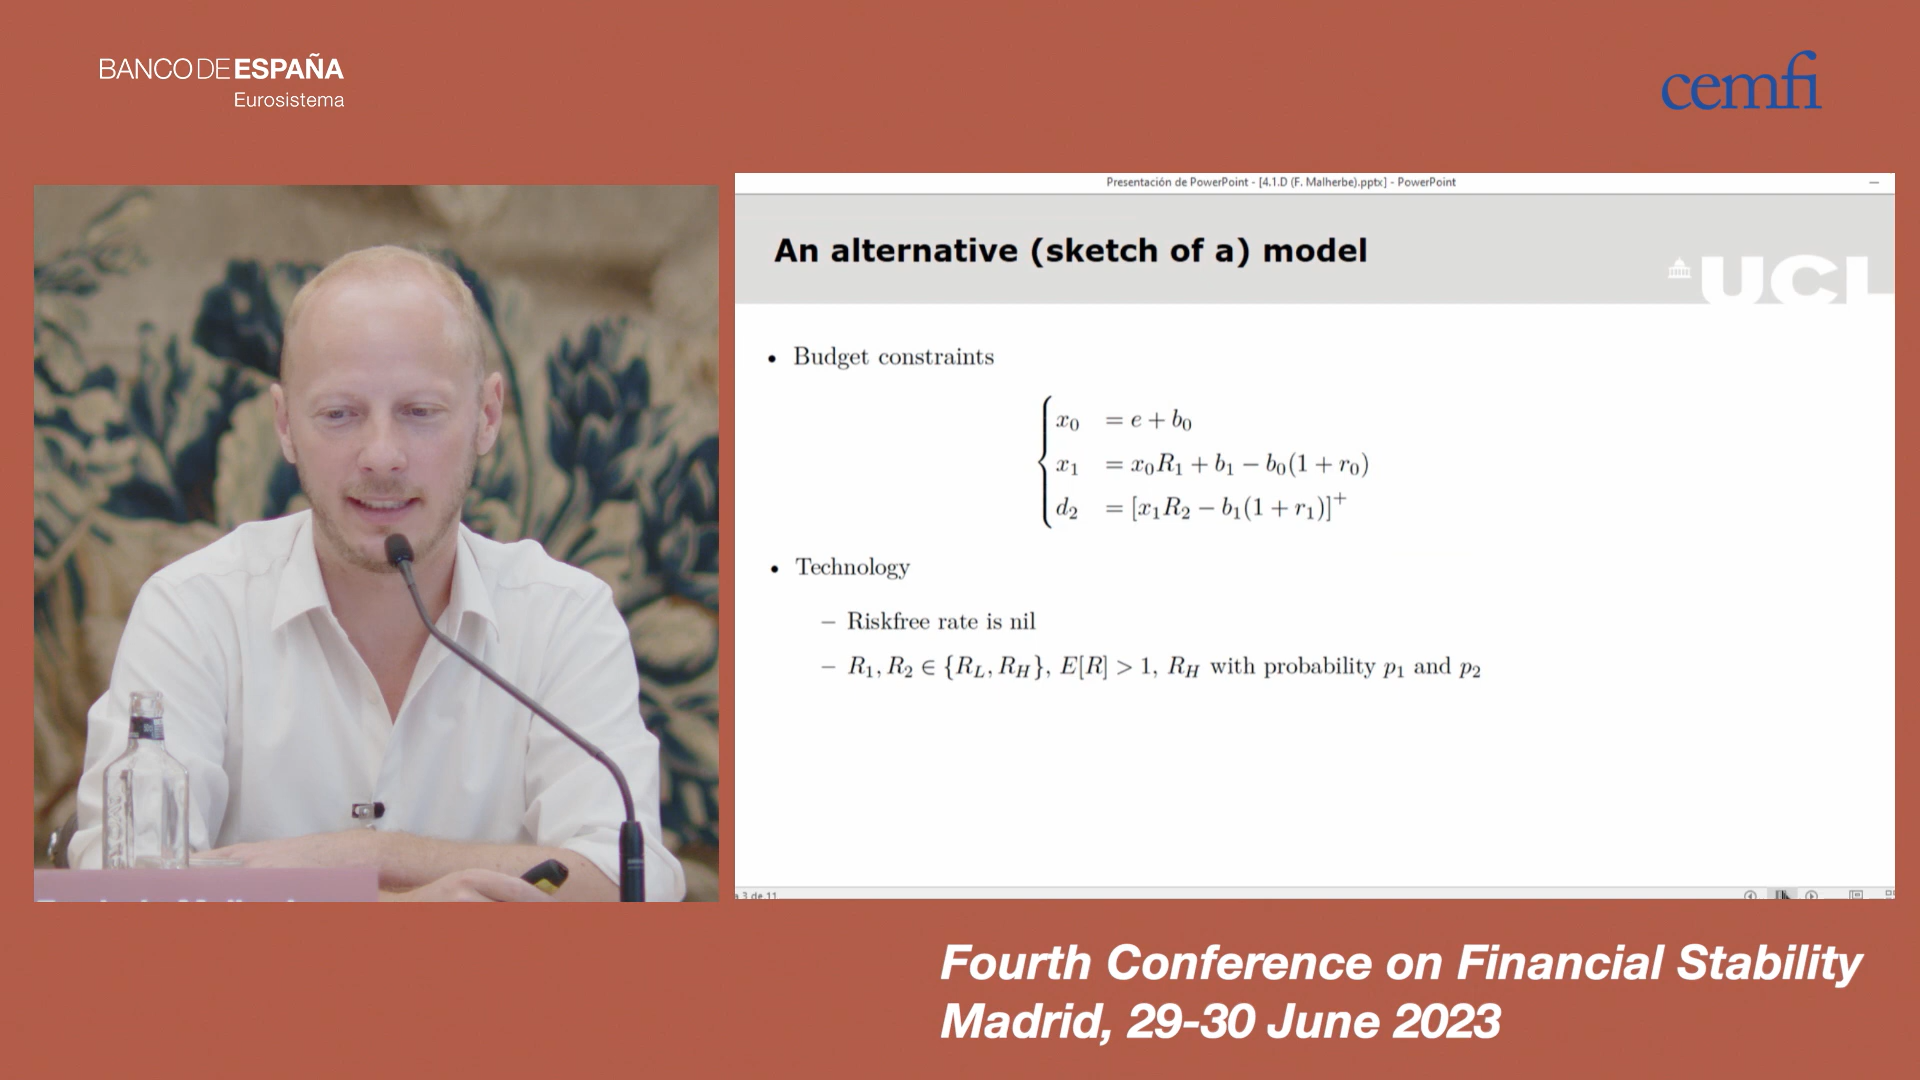 BANCO DE ESPAÑA
Eurosistema
cemfi
Presentación de PowerPoint - [4.1.D (F. Malherbe).pptx] - PowerPoint
An alternative (sketch of a) model
UCL
• Budget constraints
x₀ = e + b₀
x₁ = x₀R₁ + b₁ − b₀(1 + r₀)
d₂ = [x₁R₂ − b₁(1 + r₁)]⁺
• Technology
– Riskfree rate is nil
– R₁, R₂ ∈ {R_L, R_H}, E[R] > 1, R_H with probability p₁ and p₂
3 de 11
Fourth Conference on Financial Stability
Madrid, 29-30 June 2023